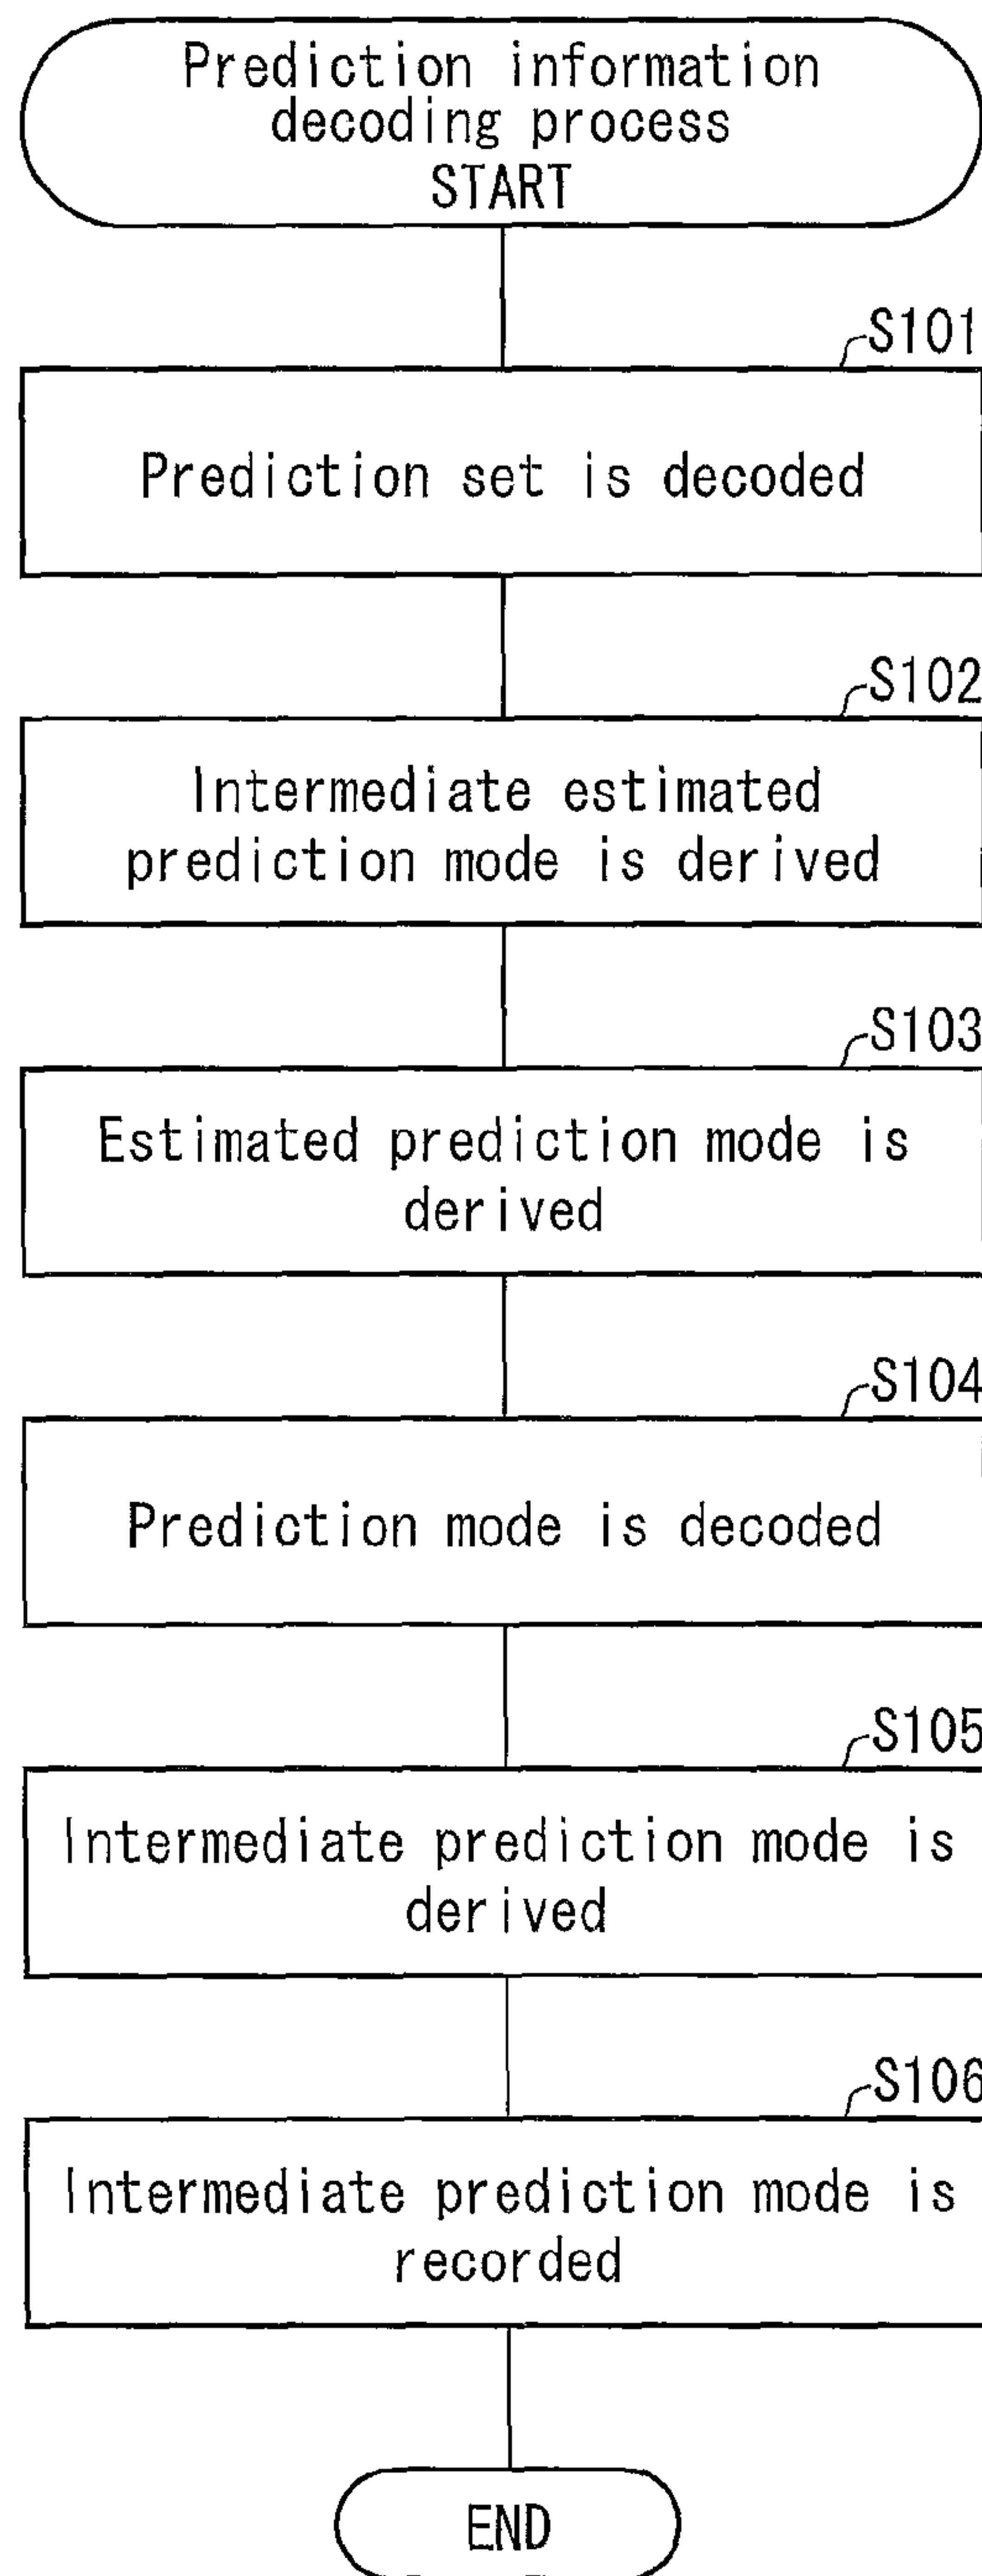 Prediction information
decoding process
START
S101
Prediction set is decoded
S102
Intermediate estimated
prediction mode is derived
S103
Estimated prediction mode is
derived
S104
Prediction mode is decoded
S105
Intermediate prediction mode is
derived
S106
Intermediate prediction mode is
recorded
END